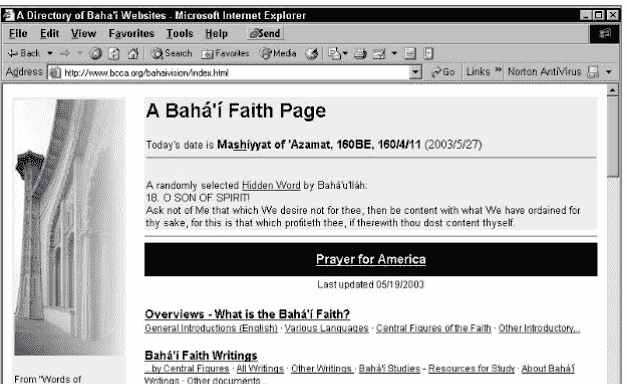 A Directory of Baha'i Websites - Microsoft Internet Explorer
File Edit View Favorites Tools Help Send
Back Search Favorites Media
Address http://www.bcca.org/bahaivision/index.html Go Links » Norton AntiVirus
A Bahá'í Faith Page
Today's date is Mashíyyat of 'Azamat, 160BE, 160/4/11 (2003/5/27)
A randomly selected Hidden Word by Bahá'u'lláh:
18. O SON OF SPIRIT!
Ask not of Me that which We desire not for thee, then be content with what We have ordained for
thy sake, for this is that which profiteth thee, if therewith thou dost content thyself.
Prayer for America
Last updated 05/19/2003
Overviews - What is the Bahá'í Faith?
General Introductions (English) · Various Languages · Central Figures of the Faith · Other Introductory...
Bahá'í Faith Writings
...by Central Figures · All Writings · Other Writings · Bahá'í Studies - Resources for Study · About Bahá'í
Writings · Other documents...
From "Words of